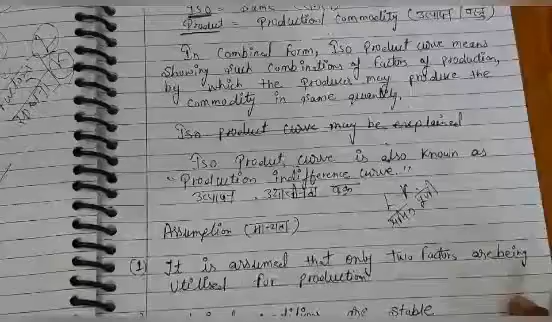 Iso = Same
Product = Production/Commodity (उत्पादन / वस्तु)
In Combined form, Iso Product curve means
Showing such combinations of factors of production,
by which the Producer may produce the
commodity in same quantity.
Iso product curve may be explained
Iso Product curve is also known as
"Production indifference curve."
उत्पादन उदासीनता वक्र
L K
Assumption (मान्यता)
(1) It is assumed that only two factors are being
utilised for production
the stable